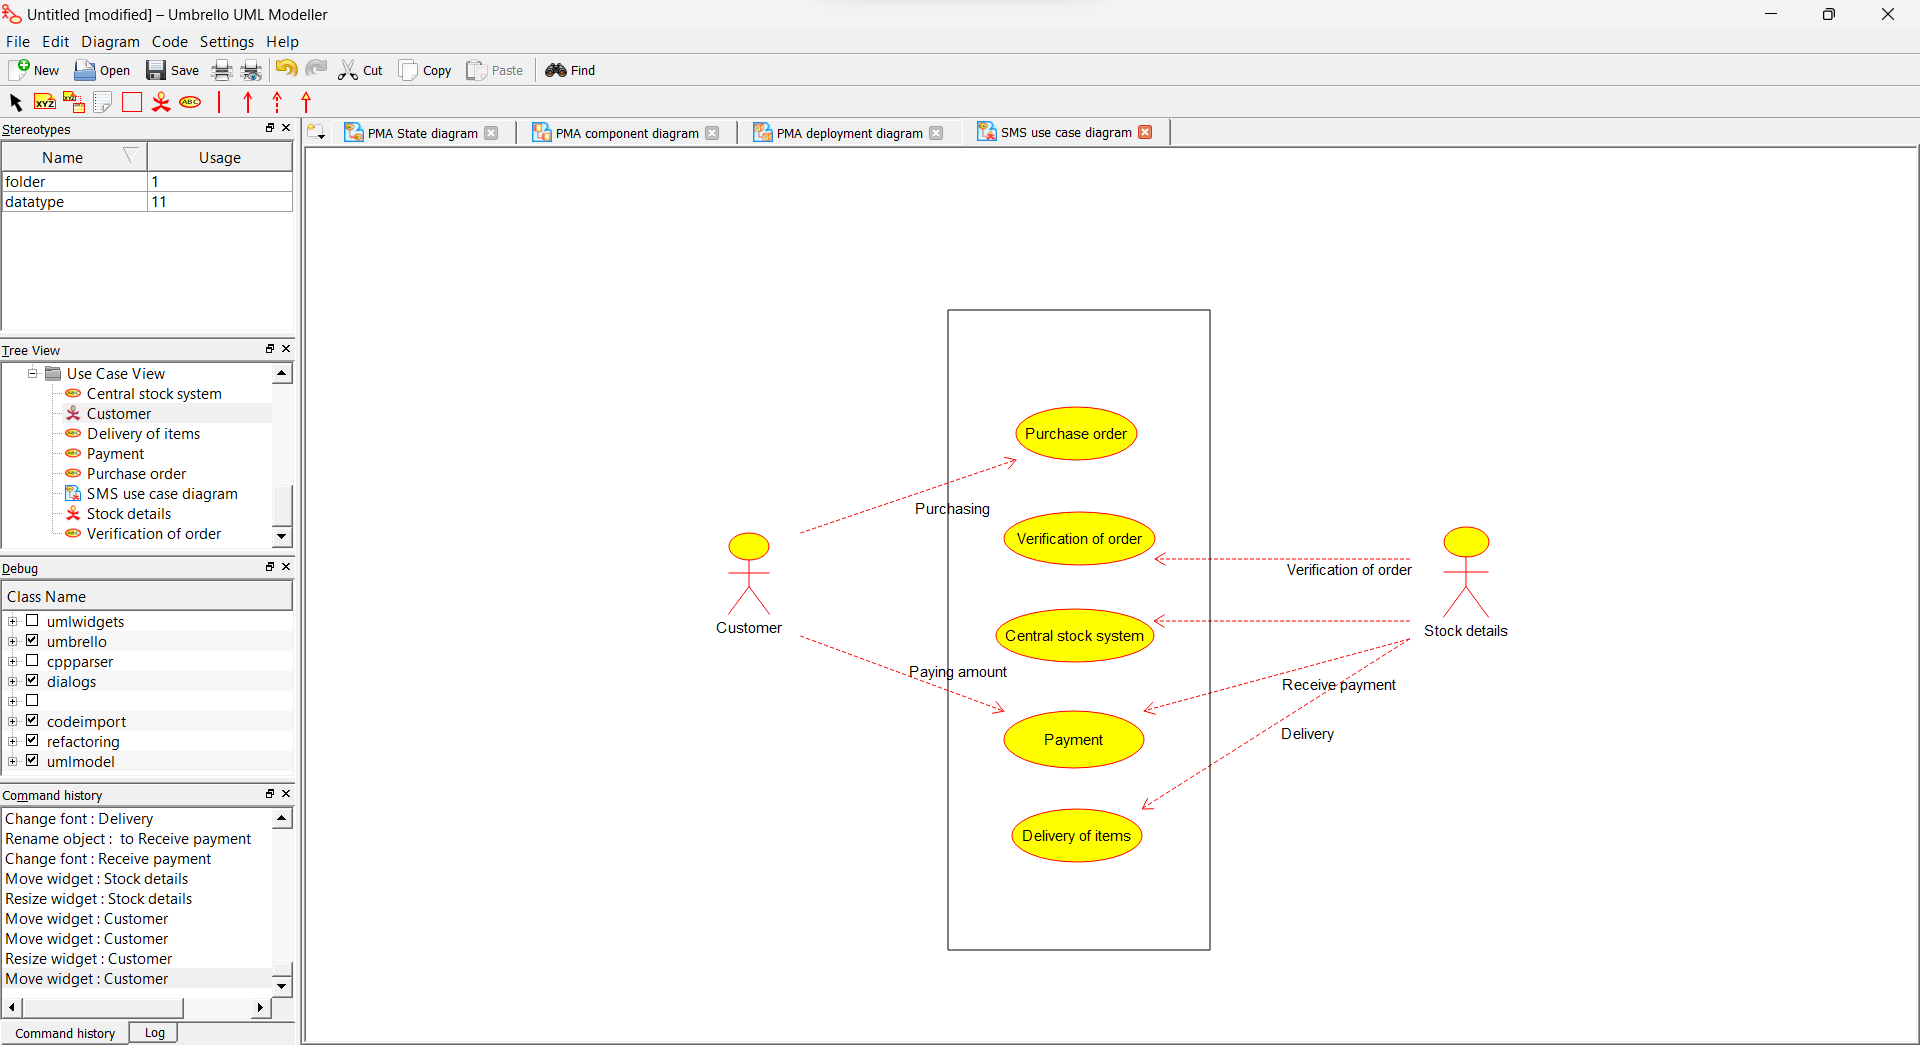 Untitled [modified] – Umbrello UML Modeller
File Edit Diagram Code Settings Help
New Open Save Cut Copy Paste Find
XYZ XYZ ABC
Stereotypes
Name Usage
folder 1
datatype 11
Tree View
Use Case View
Central stock system
Customer
Delivery of items
Payment
Purchase order
SMS use case diagram
Stock details
Verification of order
Debug
Class Name
umlwidgets
umbrello
cppparser
dialogs
codeimport
refactoring
umlmodel
Command history
Change font : Delivery
Rename object : to Receive payment
Change font : Receive payment
Move widget : Stock details
Resize widget : Stock details
Move widget : Customer
Move widget : Customer
Resize widget : Customer
Move widget : Customer
Command history Log
PMA State diagram PMA component diagram PMA deployment diagram SMS use case diagram
Purchase order
Purchasing
Verification of order
Verification of order
Customer
Central stock system
Stock details
Paying amount
Receive payment
Payment
Delivery
Delivery of items